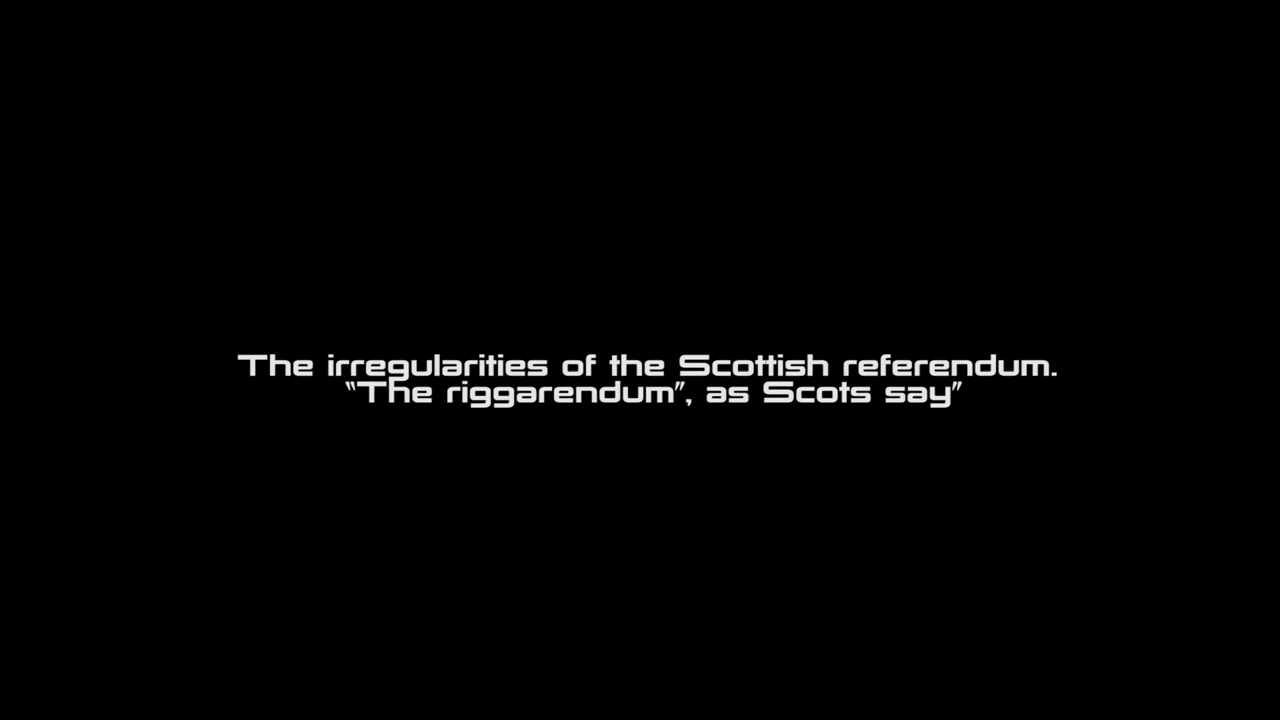 The irregularities of the Scottish referendum.
“The riggarendum”, as Scots say”